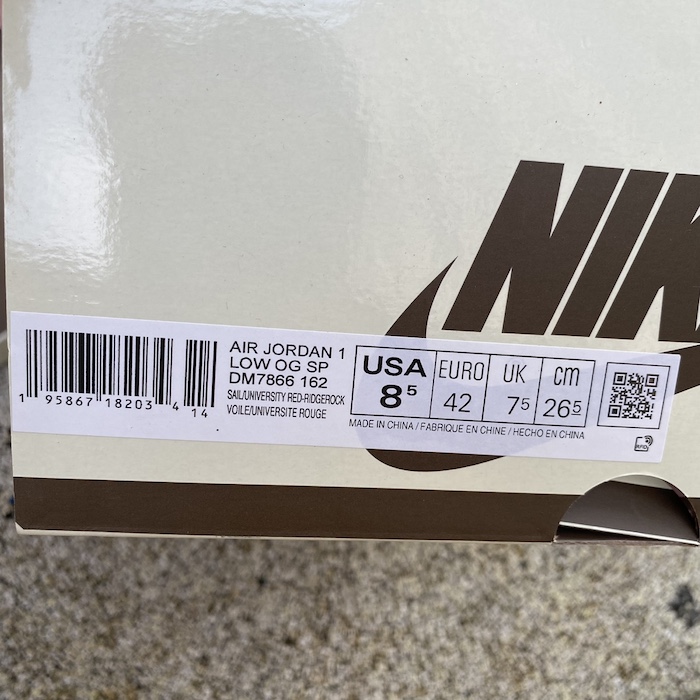 NIK
AIR JORDAN 1
LOW OG SP
DM7866 162
SAIL/UNIVERSITY RED-RIDGEROCK
VOILE/UNIVERSITE ROUGE
1 95867 18203 4 14
USA EURO UK cm
8⁵ 42 7⁵ 26⁵
MADE IN CHINA / FABRIQUE EN CHINE / HECHO EN CHINA
RFID